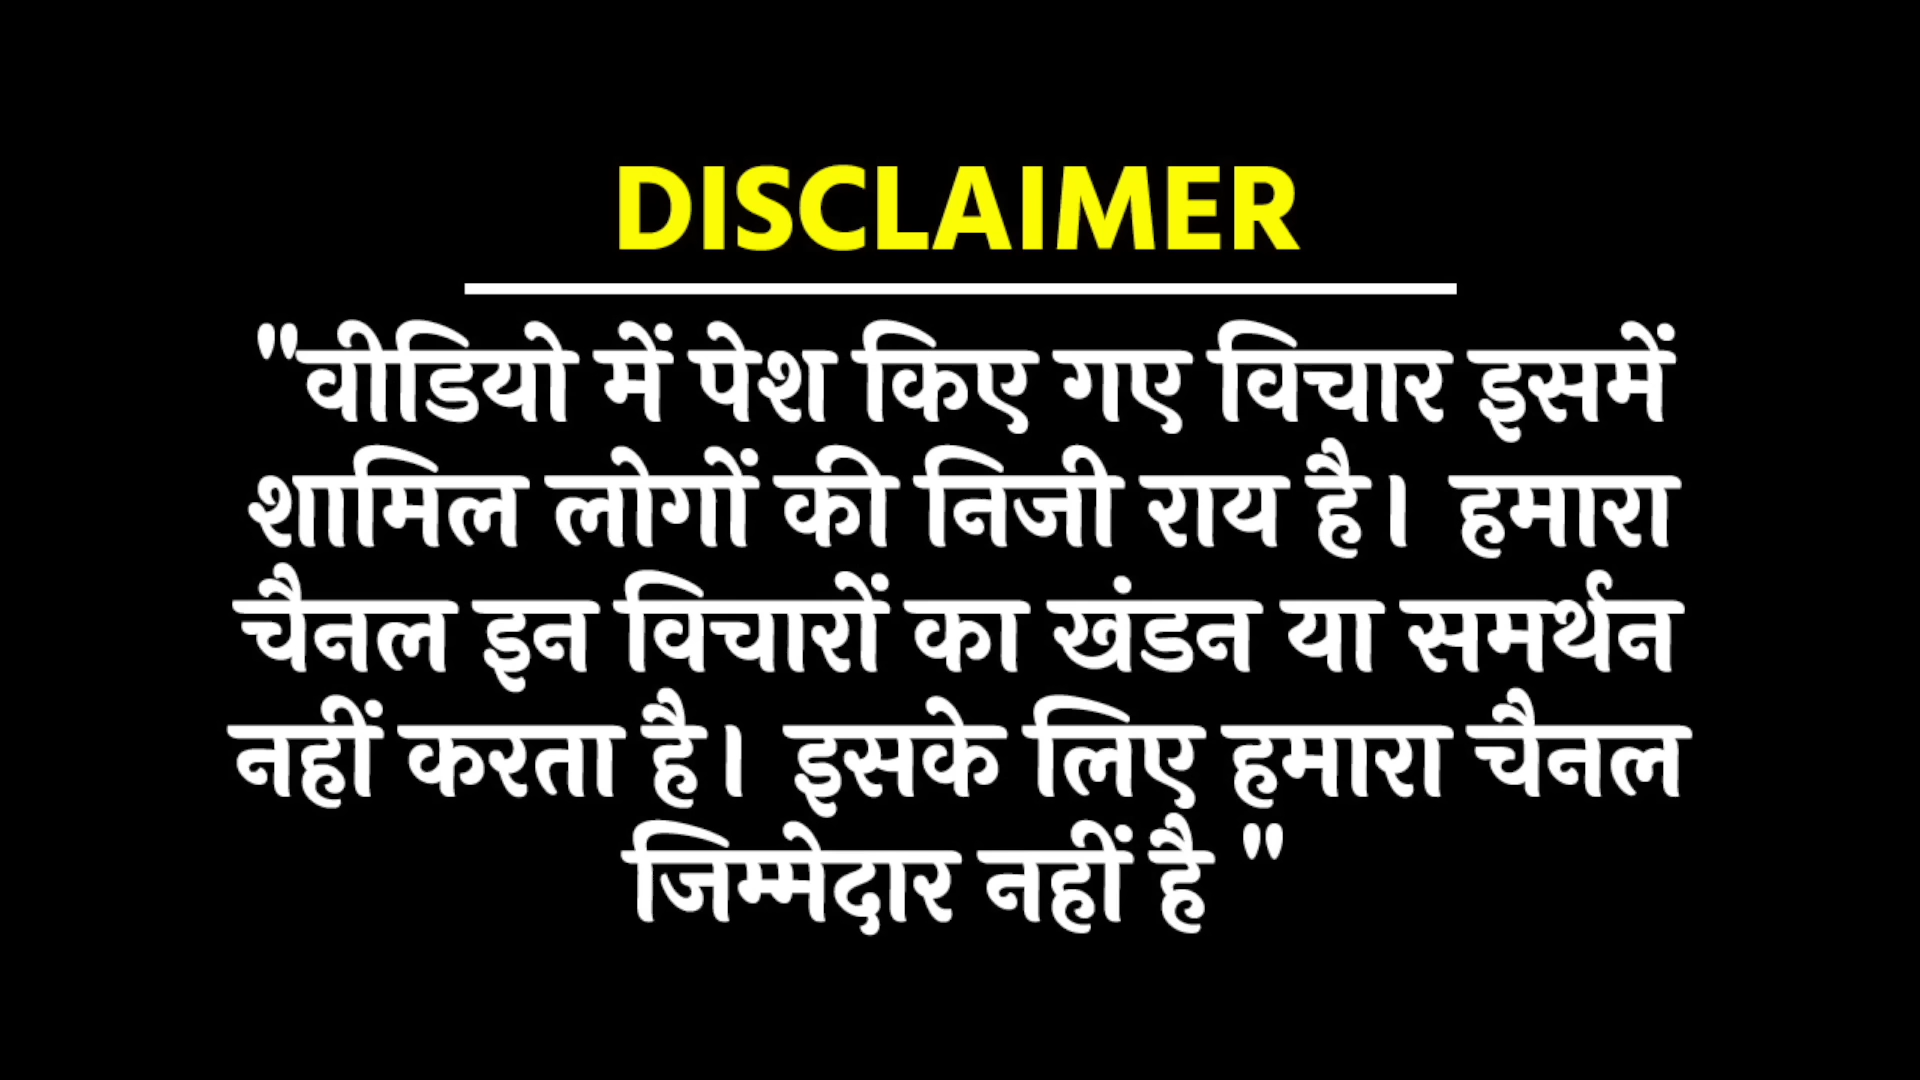 DISCLAIMER
"वीडियो में पेश किए गए विचार इसमें
शामिल लोगों की निजी राय है। हमारा
चैनल इन विचारों का खंडन या समर्थन
नहीं करता है। इसके लिए हमारा चैनल
जिम्मेदार नहीं है "